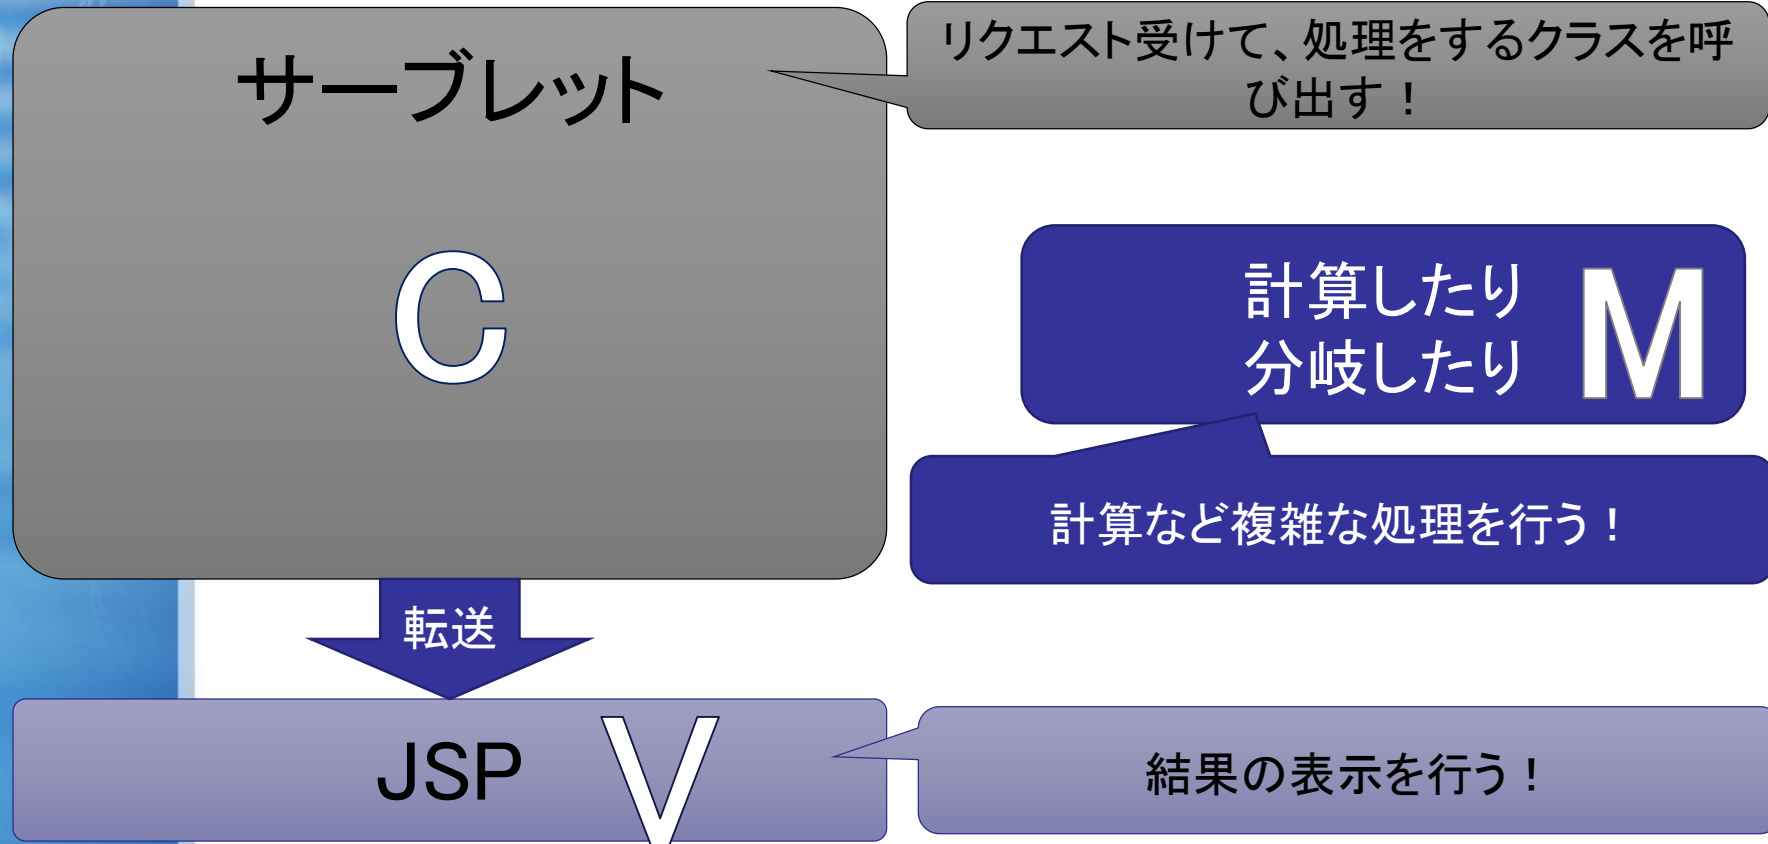 サーブレット
リクエスト受けて、処理をするクラスを呼
び出す！
C
計算したり
分岐したり
M
計算など複雑な処理を行う！
転送
JSP
V
結果の表示を行う！